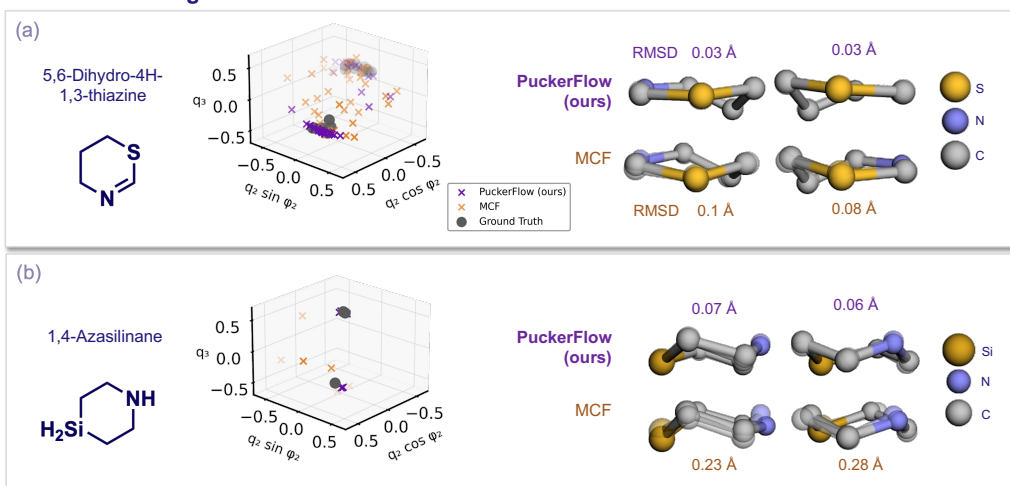 (a)
5,6-Dihydro-4H-
1,3-thiazine
S
N
0.5
0.0
−0.5
q₃
−0.5
0.0
0.5
q₂ sin φ₂
−0.5
0.0
0.5
q₂ cos φ₂
PuckerFlow (ours)
MCF
Ground Truth
RMSD 0.03 Å 0.03 Å
PuckerFlow
(ours)
MCF
RMSD 0.1 Å 0.08 Å
S
N
C
(b)
1,4-Azasilinane
NH
H₂Si
0.5
0.0
−0.5
q₃
−0.5
0.0
0.5
q₂ sin φ₂
−0.5
0.0
0.5
q₂ cos φ₂
0.07 Å 0.06 Å
PuckerFlow
(ours)
MCF
0.23 Å 0.28 Å
Si
N
C